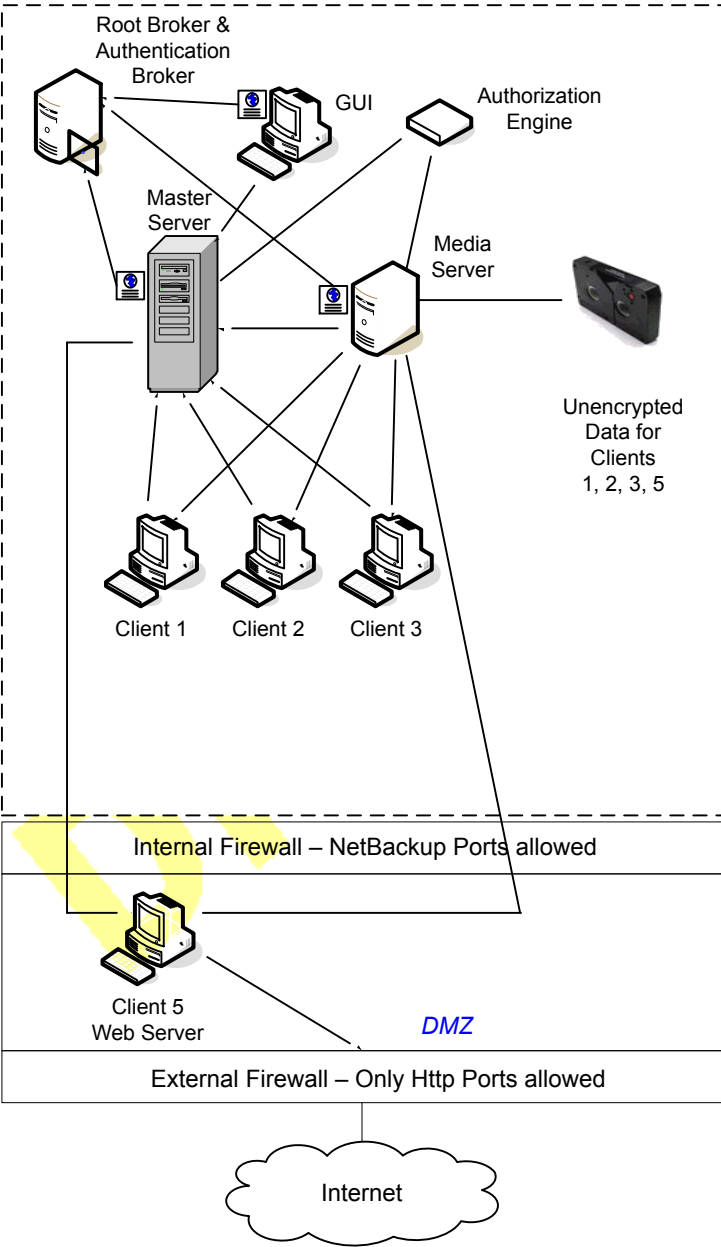 Root Broker &
Authentication
Broker
GUI
Authorization
Engine
Master
Server
Media
Server
Unencrypted
Data for
Clients
1, 2, 3, 5
Client 1
Client 2
Client 3
Internal Firewall – NetBackup Ports allowed
Client 5
Web Server
DMZ
External Firewall – Only Http Ports allowed
Internet